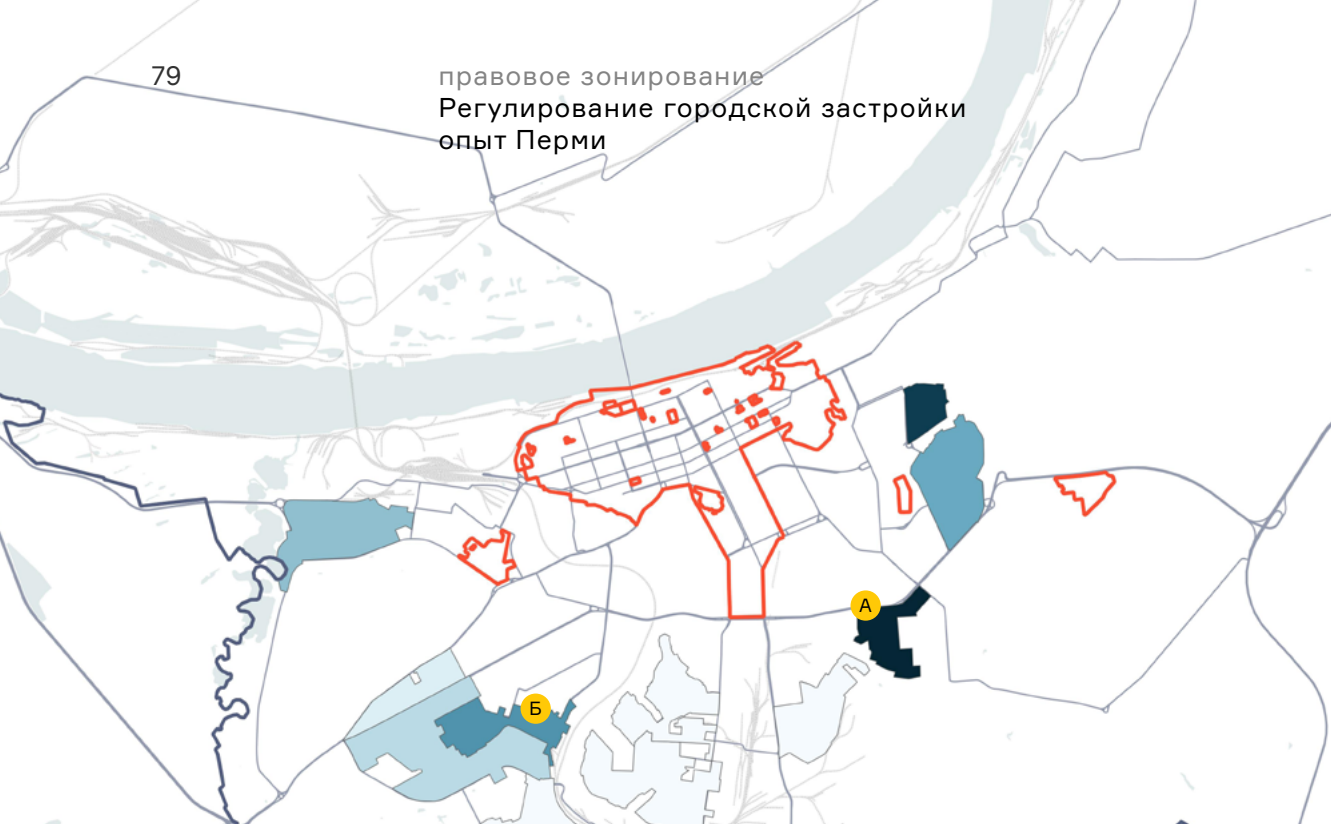 79
правовое зонирование
Регулирование городской застройки
опыт Перми
А
Б